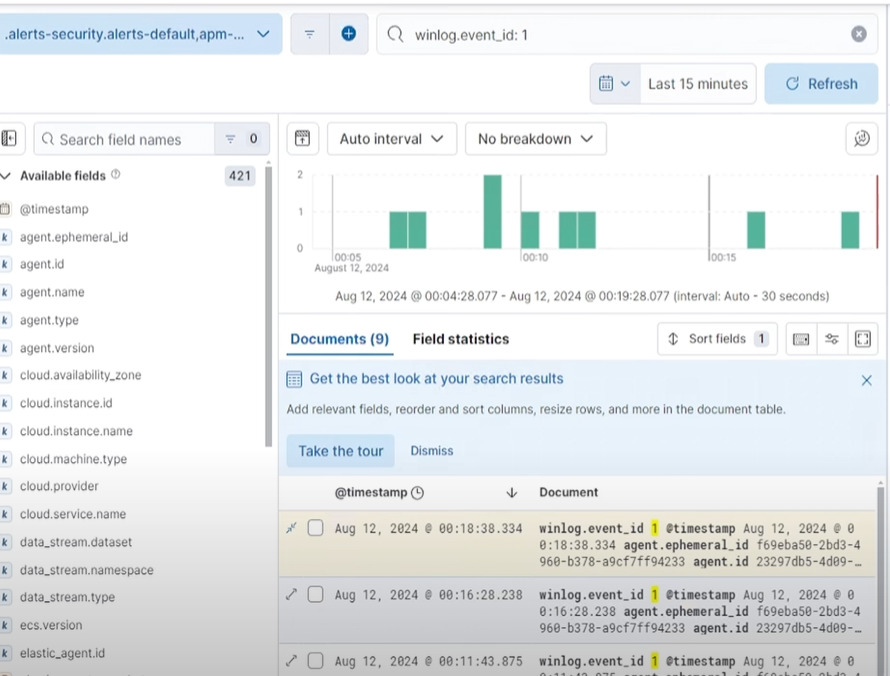 .alerts-security.alerts-default,apm-...
winlog.event_id: 1
Last 15 minutes
Refresh
Search field names
0
Auto interval
No breakdown
Available fields
421
@timestamp
agent.ephemeral_id
agent.id
agent.name
agent.type
agent.version
cloud.availability_zone
cloud.instance.id
cloud.instance.name
cloud.machine.type
cloud.provider
cloud.service.name
data_stream.dataset
data_stream.namespace
data_stream.type
ecs.version
elastic_agent.id
2
1
0
00:05
00:10
00:15
August 12, 2024
Aug 12, 2024 @ 00:04:28.077 - Aug 12, 2024 @ 00:19:28.077 (interval: Auto - 30 seconds)
Documents (9)
Field statistics
Sort fields 1
Get the best look at your search results
Add relevant fields, reorder and sort columns, resize rows, and more in the document table.
Take the tour
Dismiss
@timestamp
Document
Aug 12, 2024 @ 00:18:38.334
winlog.event_id 1 @timestamp Aug 12, 2024 @ 0
0:18:38.334 agent.ephemeral_id f69eba50-2bd3-4
960-b378-a9cf7ff94233 agent.id 23297db5-4d09-…
Aug 12, 2024 @ 00:16:28.238
winlog.event_id 1 @timestamp Aug 12, 2024 @ 0
0:16:28.238 agent.ephemeral_id f69eba50-2bd3-4
960-b378-a9cf7ff94233 agent.id 23297db5-4d09-…
Aug 12, 2024 @ 00:11:43.875
winlog.event_id 1 @timestamp Aug 12, 2024 @ 0